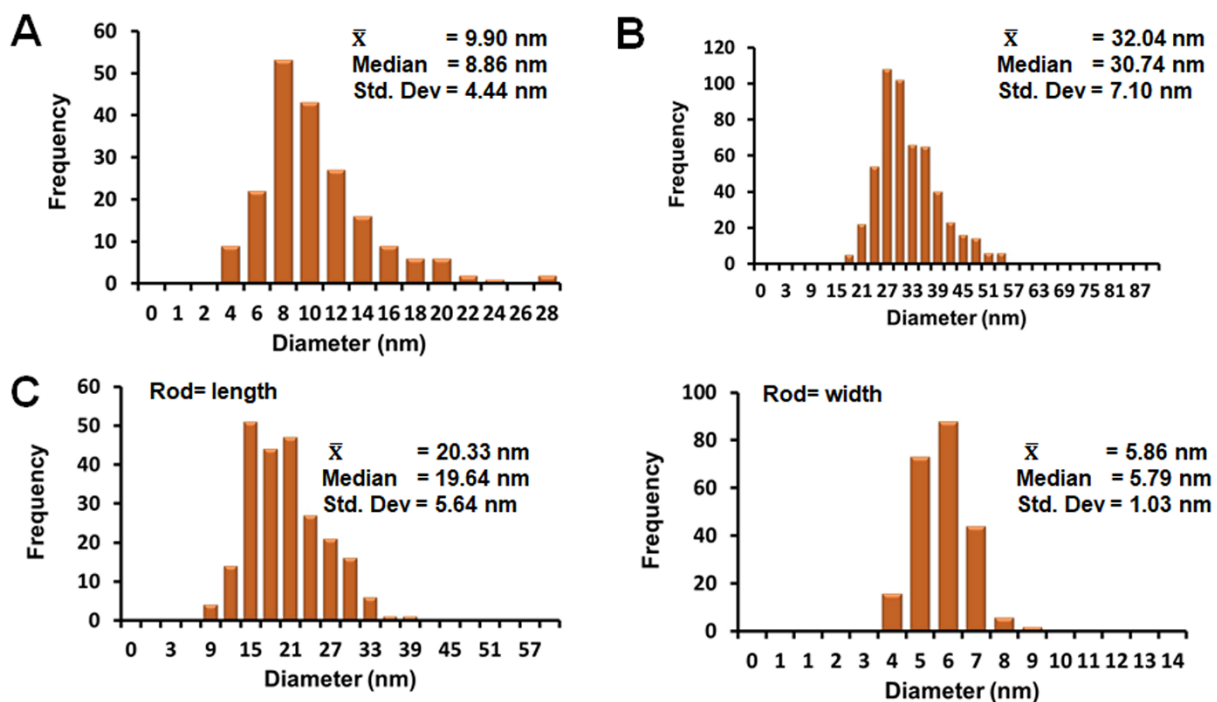 A
x̄ = 9.90 nm
Median = 8.86 nm
Std. Dev = 4.44 nm
Frequency
60
50
40
30
20
10
0
0 1 2 4 6 8 10 12 14 16 18 20 22 24 26 28
Diameter (nm)
B
x̄ = 32.04 nm
Median = 30.74 nm
Std. Dev = 7.10 nm
Frequency
120
100
80
60
40
20
0
0 3 9 15 21 27 33 39 45 51 57 63 69 75 81 87
Diameter (nm)
C
Rod= length
x̄ = 20.33 nm
Median = 19.64 nm
Std. Dev = 5.64 nm
Frequency
60
50
40
30
20
10
0
0 3 9 15 21 27 33 39 45 51 57
Diameter (nm)
Rod= width
x̄ = 5.86 nm
Median = 5.79 nm
Std. Dev = 1.03 nm
Frequency
100
80
60
40
20
0
0 1 1 2 3 4 5 6 7 8 9 10 11 12 13 14
Diameter (nm)